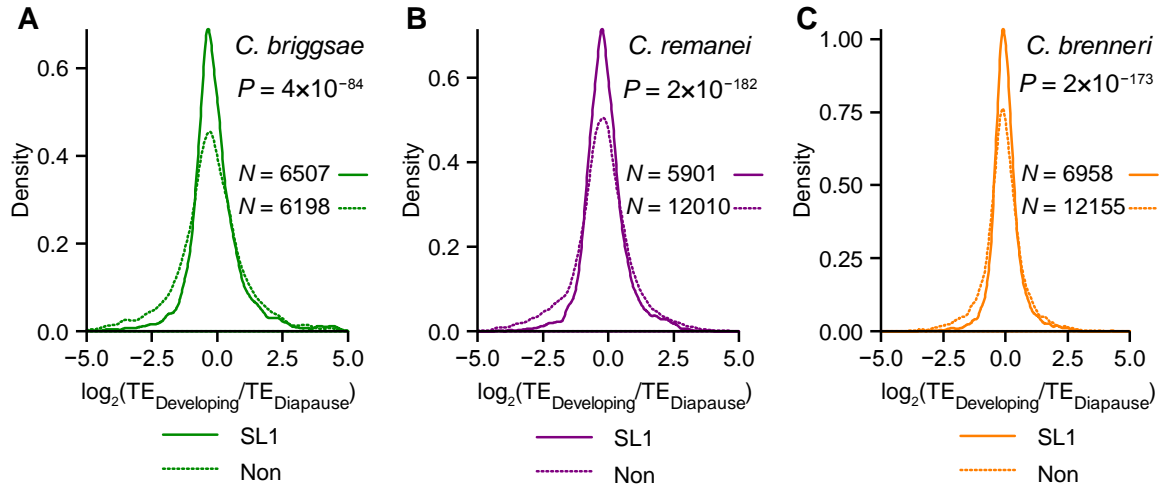 A
C. briggsae
P = 4×10⁻⁸⁴
N = 6507
N = 6198
Density
0.6
0.4
0.2
0.0
−5.0 −2.5 0.0 2.5 5.0
log₂(TE_Developing/TE_Diapause)
SL1
Non
B
C. remanei
P = 2×10⁻¹⁸²
N = 5901
N = 12010
Density
0.6
0.4
0.2
0.0
−5.0 −2.5 0.0 2.5 5.0
log₂(TE_Developing/TE_Diapause)
SL1
Non
C
C. brenneri
P = 2×10⁻¹⁷³
N = 6958
N = 12155
Density
1.00
0.75
0.50
0.25
0.00
−5.0 −2.5 0.0 2.5 5.0
log₂(TE_Developing/TE_Diapause)
SL1
Non